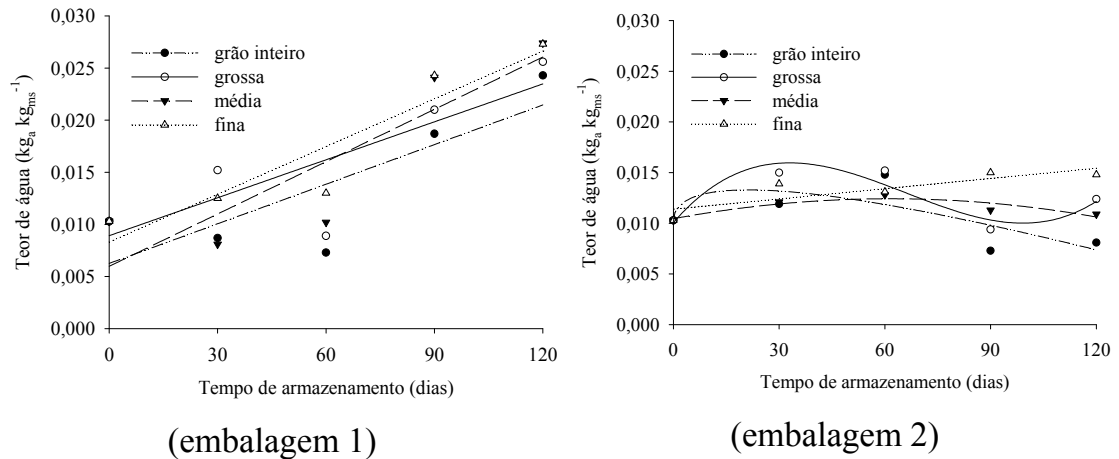 0,030
0,025
0,020
0,015
0,010
0,005
0,000
Teor de água (kgₐ kgₘₛ⁻¹)
grão inteiro
grossa
média
fina
0 30 60 90 120
Tempo de armazenamento (dias)
(embalagem 1)
0,030
0,025
0,020
0,015
0,010
0,005
0,000
Teor de água (kgₐ kgₘₛ⁻¹)
grão inteiro
grossa
média
fina
0 30 60 90 120
Tempo de armazenamento (dias)
(embalagem 2)